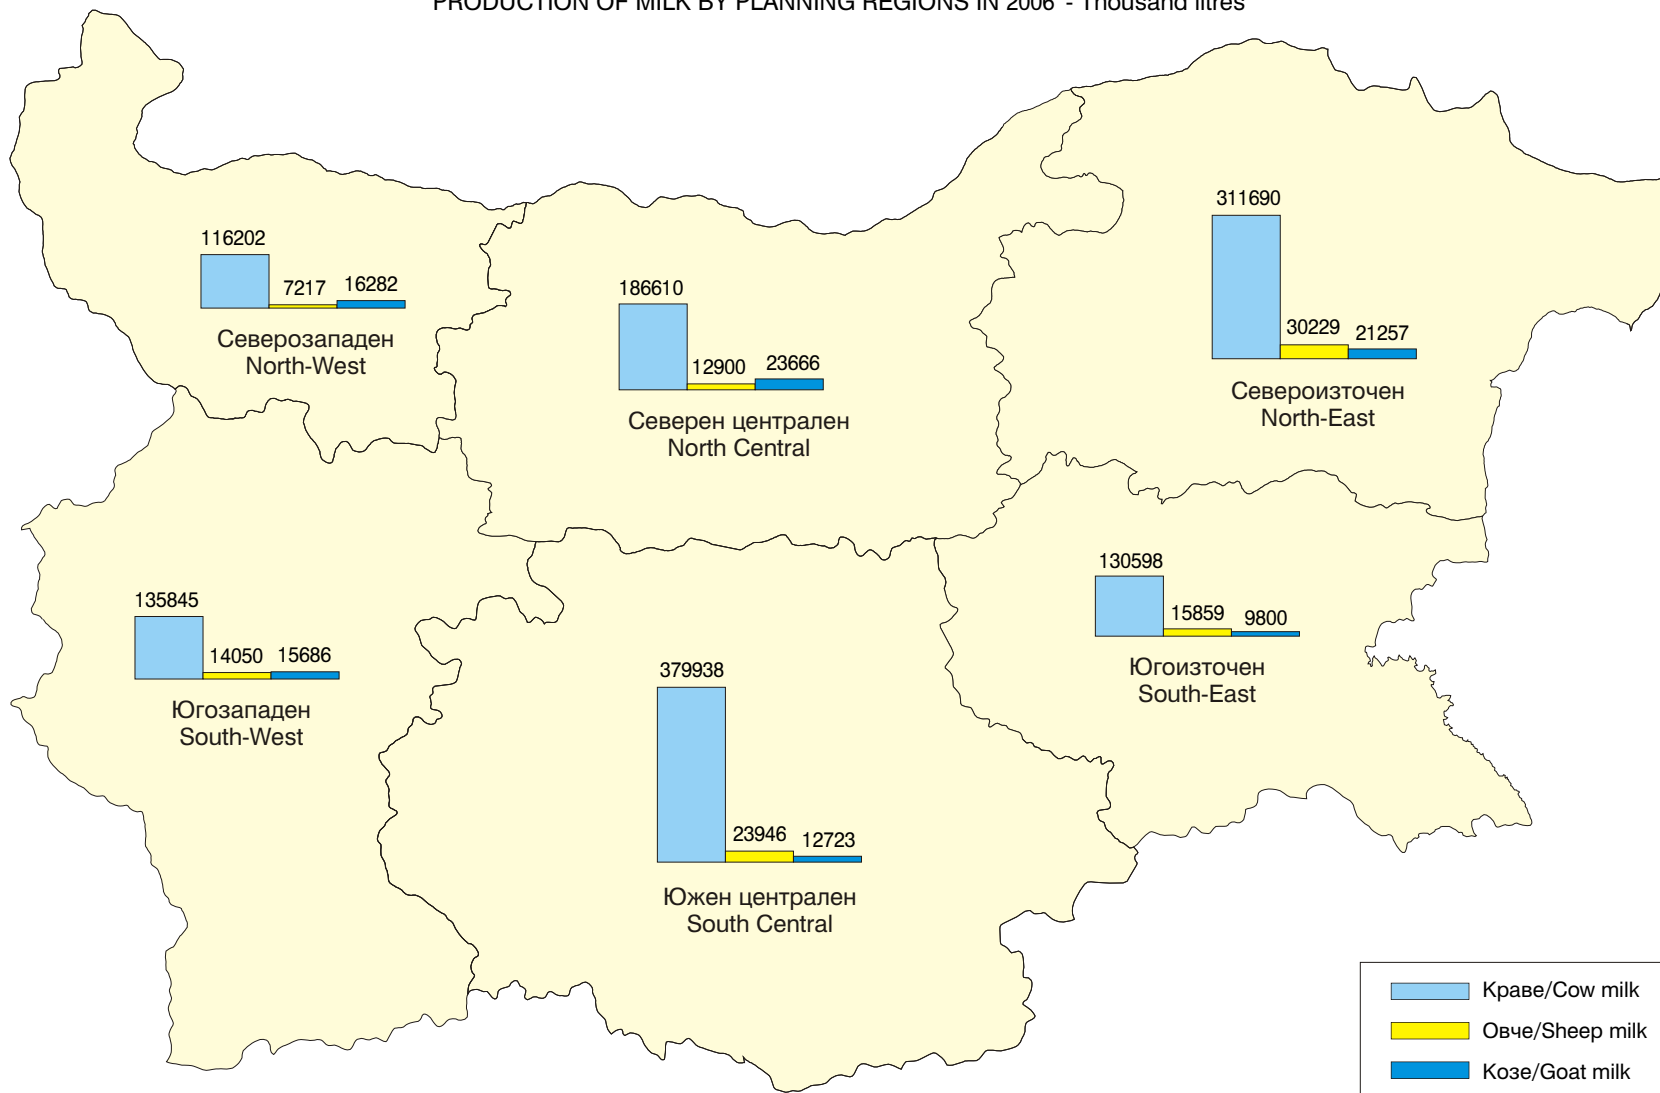 PRODUCTION OF MILK BY PLANNING REGIONS IN 2006 - Thousand litres
311690
30229
21257
Североизточен
North-East
116202
7217
16282
Северозападен
North-West
186610
12900
23666
Северен централен
North Central
130598
15859
9800
Югоизточен
South-East
135845
14050
15686
Югозападен
South-West
379938
23946
12723
Южен централен
South Central
Краве/Cow milk
Овче/Sheep milk
Козе/Goat milk